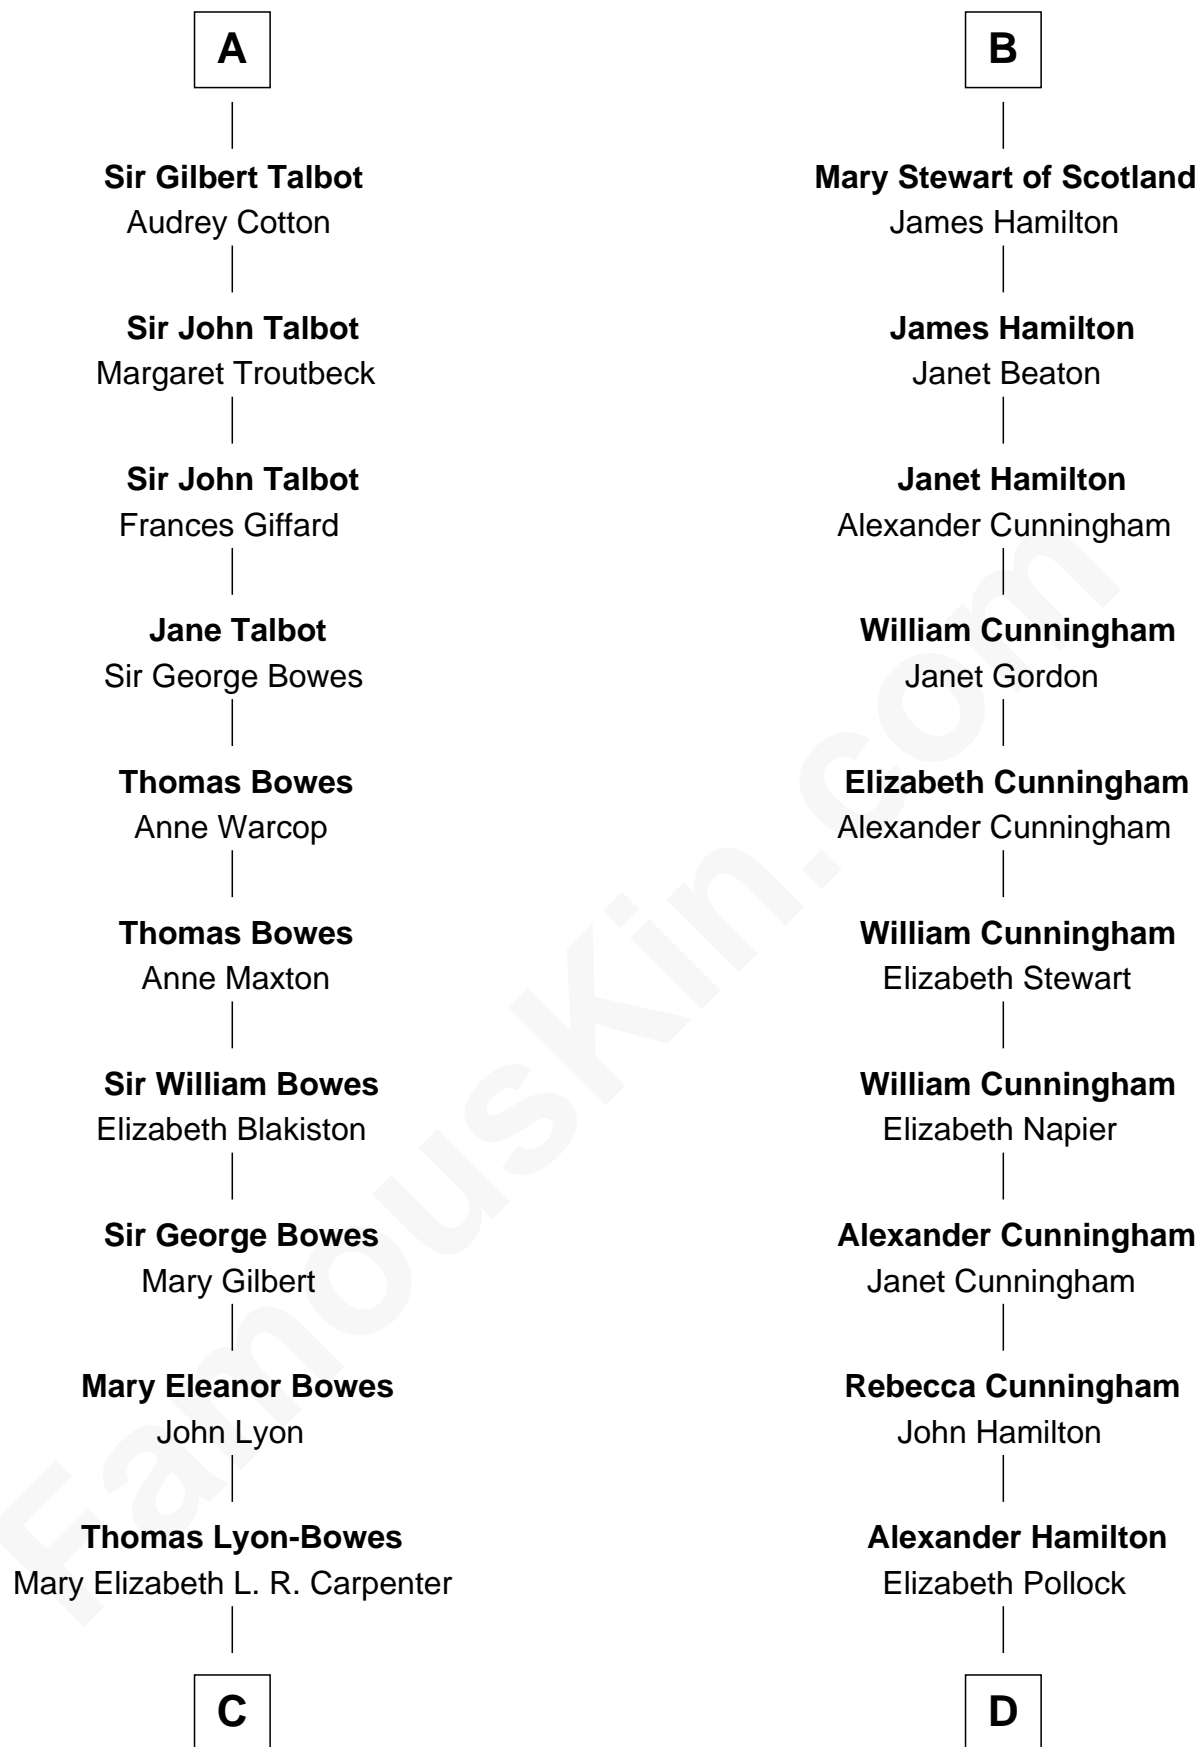 A
Sir Gilbert Talbot
Audrey Cotton
Sir John Talbot
Margaret Troutbeck
Sir John Talbot
Frances Giffard
Jane Talbot
Sir George Bowes
Thomas Bowes
Anne Warcop
Thomas Bowes
Anne Maxton
Sir William Bowes
Elizabeth Blakiston
Sir George Bowes
Mary Gilbert
Mary Eleanor Bowes
John Lyon
Thomas Lyon-Bowes
Mary Elizabeth L. R. Carpenter
C
B
Mary Stewart of Scotland
James Hamilton
James Hamilton
Janet Beaton
Janet Hamilton
Alexander Cunningham
William Cunningham
Janet Gordon
Elizabeth Cunningham
Alexander Cunningham
William Cunningham
Elizabeth Stewart
William Cunningham
Elizabeth Napier
Alexander Cunningham
Janet Cunningham
Rebecca Cunningham
John Hamilton
Alexander Hamilton
Elizabeth Pollock
D
FamousKin.com